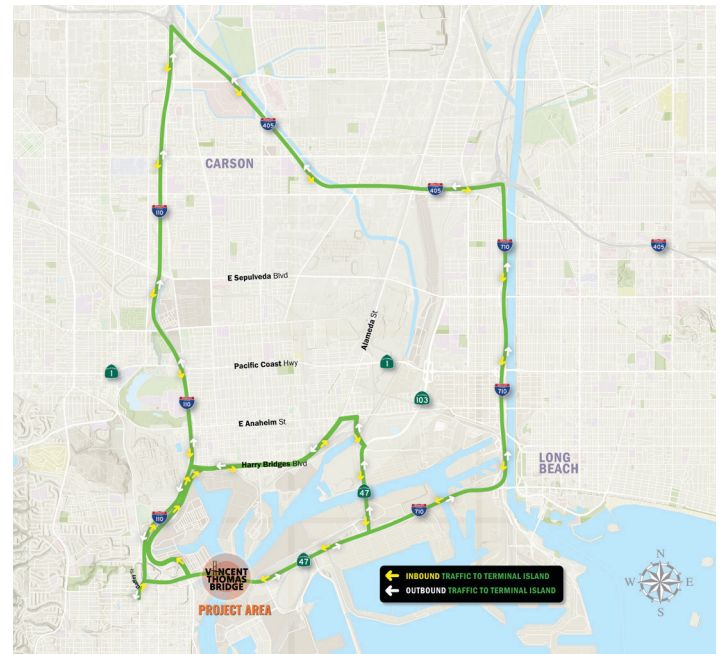 405
CARSON
405
110
710
405
E Sepulveda Blvd
Alameda St.
Pacific Coast Hwy
1
1
110
710
103
E Anaheim St
Harry Bridges Blvd
LONG
BEACH
47
110
710
47
VINCENT
THOMAS
BRIDGE
PROJECT AREA
INBOUND TRAFFIC TO TERMINAL ISLAND
OUTBOUND TRAFFIC TO TERMINAL ISLAND
N
W
E
S